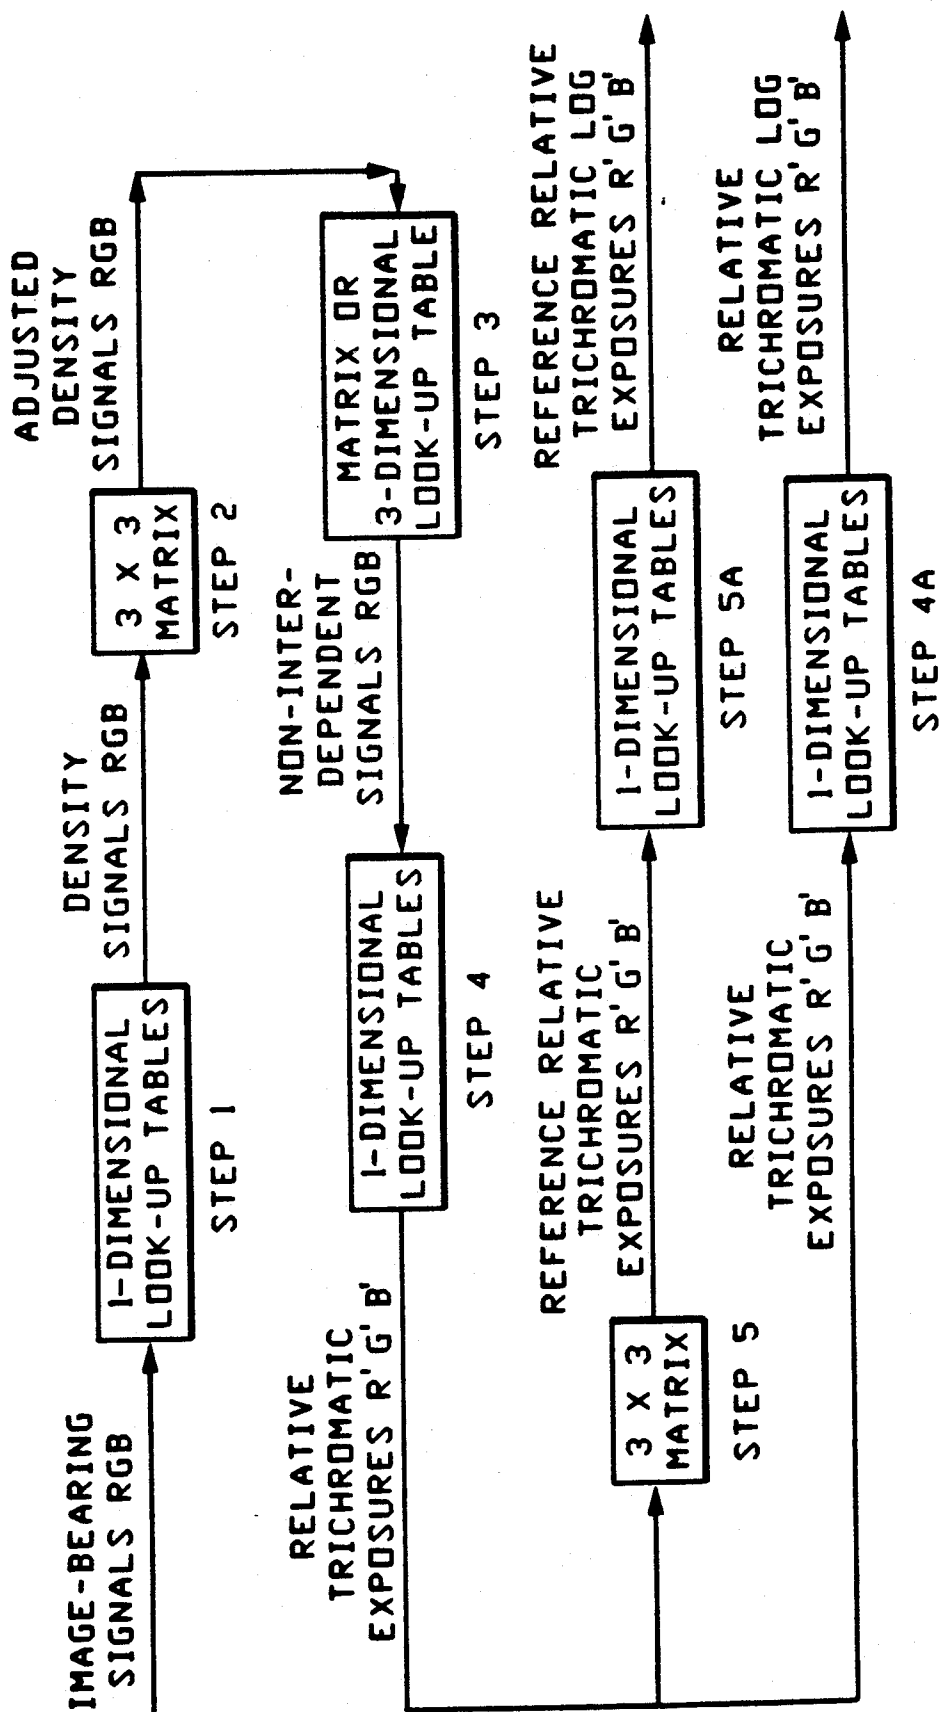 IMAGE-BEARING
SIGNALS RGB
1-DIMENSIONAL
LOOK-UP TABLES
STEP 1
DENSITY
SIGNALS RGB
3 X 3
MATRIX
STEP 2
ADJUSTED
DENSITY
SIGNALS RGB
MATRIX OR
3-DIMENSIONAL
LOOK-UP TABLE
STEP 3
NON-INTER-
DEPENDENT
SIGNALS RGB
1-DIMENSIONAL
LOOK-UP TABLES
STEP 4
RELATIVE
TRICHROMATIC
EXPOSURES R' G' B'
3 X 3
MATRIX
STEP 5
REFERENCE RELATIVE
TRICHROMATIC
EXPOSURES R' G' B'
1-DIMENSIONAL
LOOK-UP TABLES
STEP 5A
REFERENCE RELATIVE
TRICHROMATIC LOG
EXPOSURES R' G' B'
RELATIVE
TRICHROMATIC
EXPOSURES R' G' B'
1-DIMENSIONAL
LOOK-UP TABLES
STEP 4A
RELATIVE
TRICHROMATIC LOG
EXPOSURES R' G' B'